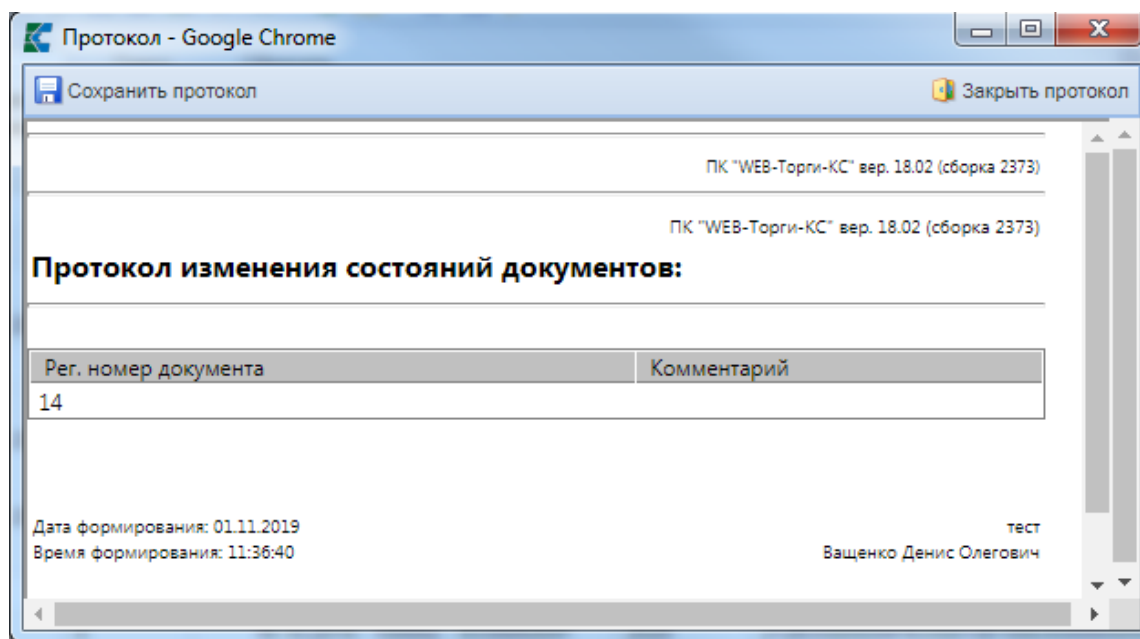 Протокол - Google Chrome
Сохранить протокол Закрыть протокол
ПК "WEB-Торги-КС" вер. 18.02 (сборка 2373)
ПК "WEB-Торги-КС" вер. 18.02 (сборка 2373)
Протокол изменения состояний документов:
Рег. номер документа Комментарий
14
Дата формирования: 01.11.2019 тест
Время формирования: 11:36:40 Ващенко Денис Олегович